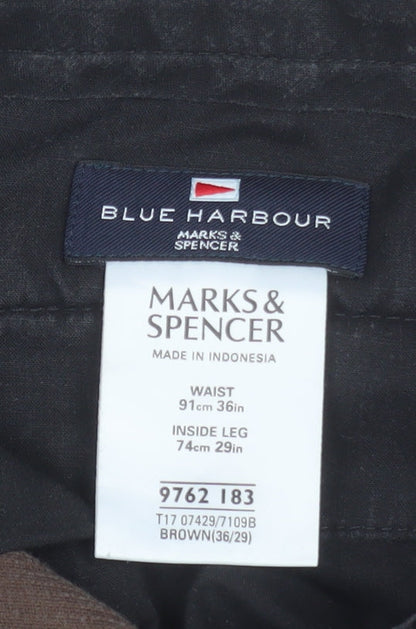 BLUE HARBOUR
MARKS &
SPENCER
MARKS &
SPENCER
MADE IN INDONESIA
WAIST
91cm 36in
INSIDE LEG
74cm 29in
9762 183
T17 07429/7109B
BROWN(36/29)